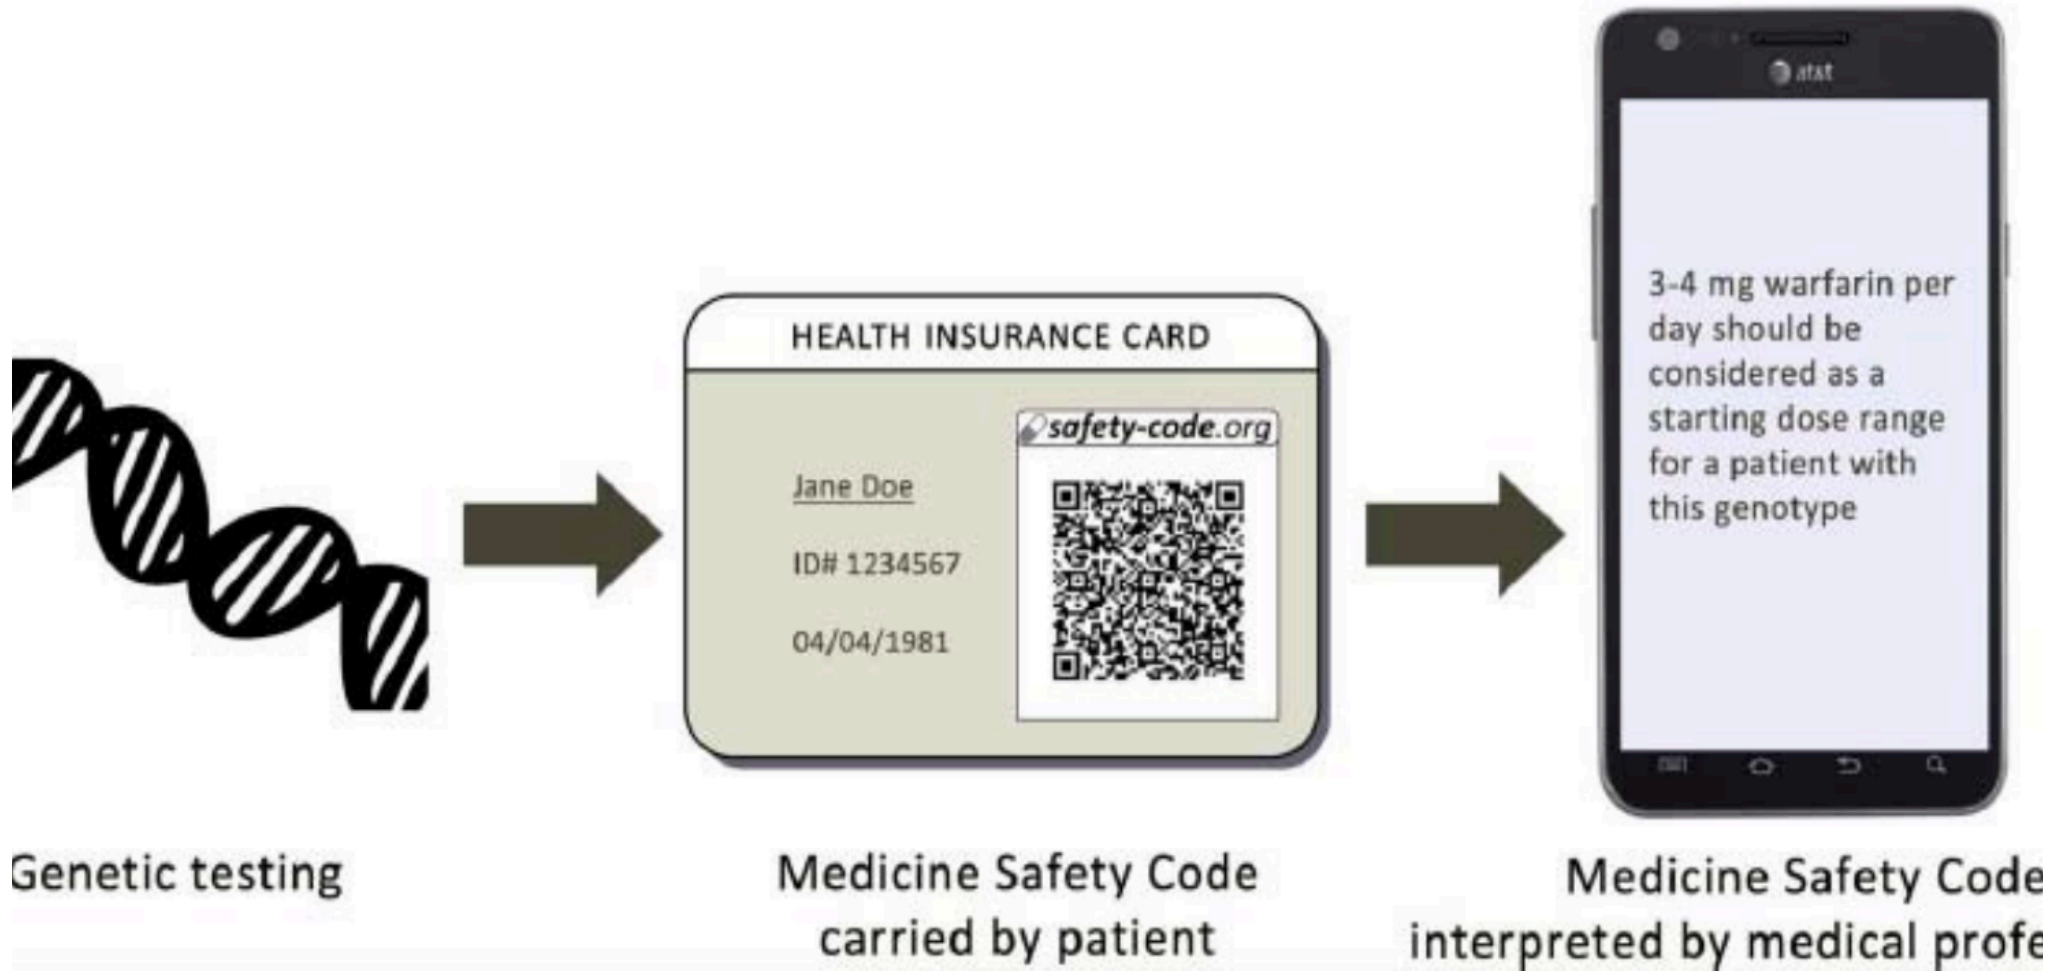 at&t
3-4 mg warfarin per
day should be
considered as a
starting dose range
for a patient with
this genotype
HEALTH INSURANCE CARD
safety-code.org
Jane Doe
ID# 1234567
04/04/1981
Genetic testing
Medicine Safety Code
carried by patient
Medicine Safety Code
interpreted by medical profe